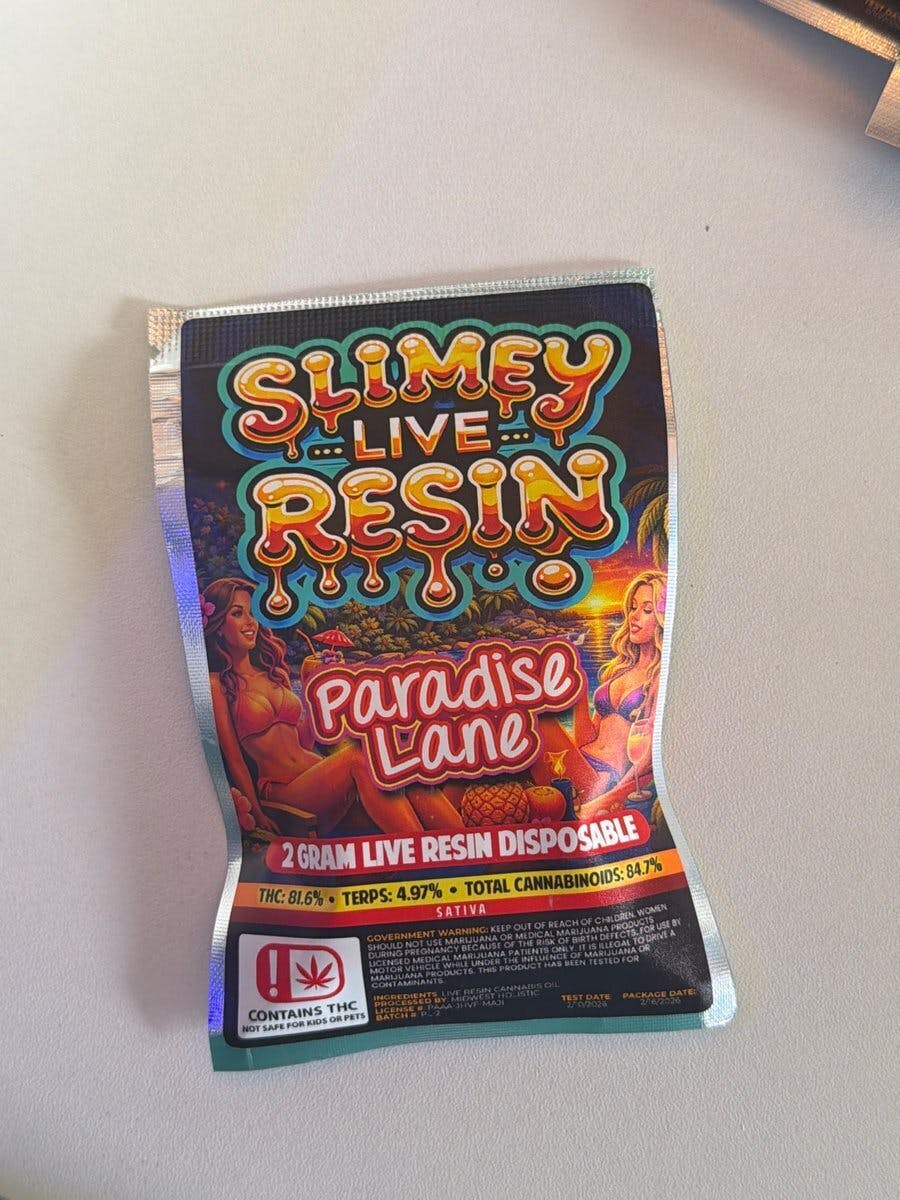 SLIMEY
LIVE
RESIN
Paradise
Lane
2 GRAM LIVE RESIN DISPOSABLE
THC: 81.6% • TERPS: 4.97% • TOTAL CANNABINOIDS: 84.7%
SATIVA
GOVERNMENT WARNING: KEEP OUT OF REACH OF CHILDREN. WOMEN
SHOULD NOT USE MARIJUANA OR MEDICAL MARIJUANA PRODUCTS
DURING PREGNANCY BECAUSE OF THE RISK OF BIRTH DEFECTS. FOR USE BY
LICENSED MEDICAL MARIJUANA PATIENTS ONLY. IT IS ILLEGAL TO DRIVE A
MOTOR VEHICLE WHILE UNDER THE INFLUENCE OF MARIJUANA OR
MARIJUANA PRODUCTS. THIS PRODUCT HAS BEEN TESTED FOR
CONTAMINANTS.
!
CONTAINS THC
NOT SAFE FOR KIDS OR PETS
INGREDIENTS: LIVE RESIN CANNABIS OIL
PROCESSED BY: MIDWEST HOLISTIC
LICENSE #
BATCH #
TEST DATE
PACKAGE DATE:
2/16/2026